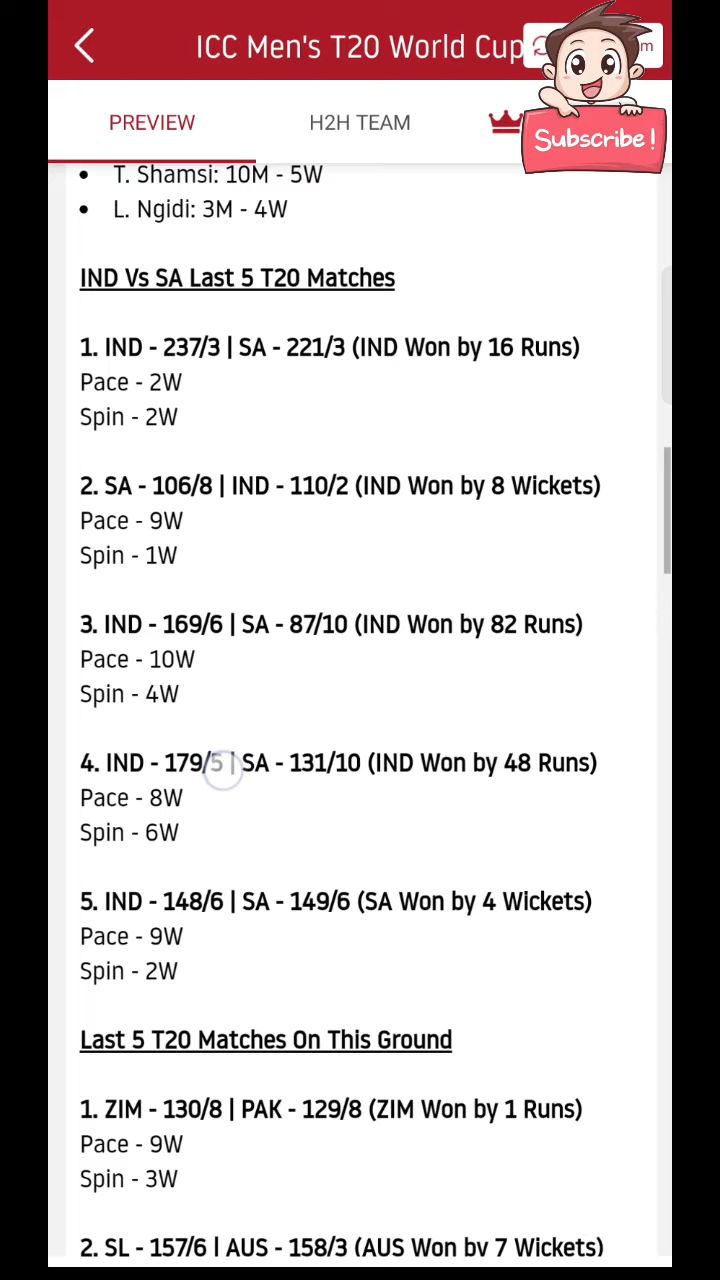 ICC Men's T20 World Cup
m
Subscribe!
PREVIEW
H2H TEAM
• T. Shamsi: 10M - 5W
• L. Ngidi: 3M - 4W
IND Vs SA Last 5 T20 Matches
1. IND - 237/3 | SA - 221/3 (IND Won by 16 Runs)
Pace - 2W
Spin - 2W
2. SA - 106/8 | IND - 110/2 (IND Won by 8 Wickets)
Pace - 9W
Spin - 1W
3. IND - 169/6 | SA - 87/10 (IND Won by 82 Runs)
Pace - 10W
Spin - 4W
4. IND - 179/5 | SA - 131/10 (IND Won by 48 Runs)
Pace - 8W
Spin - 6W
5. IND - 148/6 | SA - 149/6 (SA Won by 4 Wickets)
Pace - 9W
Spin - 2W
Last 5 T20 Matches On This Ground
1. ZIM - 130/8 | PAK - 129/8 (ZIM Won by 1 Runs)
Pace - 9W
Spin - 3W
2. SL - 157/6 | AUS - 158/3 (AUS Won by 7 Wickets)